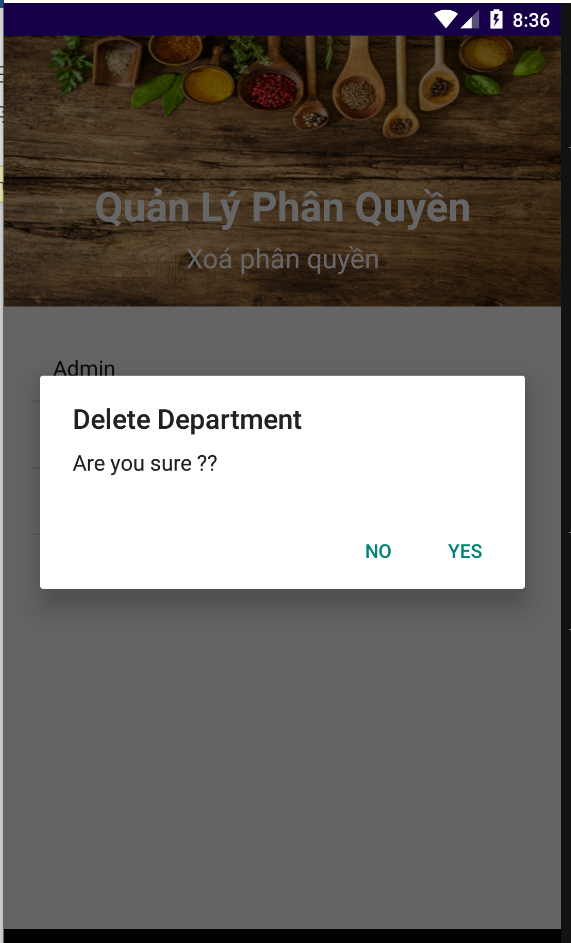 8:36
Quản Lý Phân Quyền
Xoá phân quyền
Admin
Delete Department
Are you sure ??
NO
YES